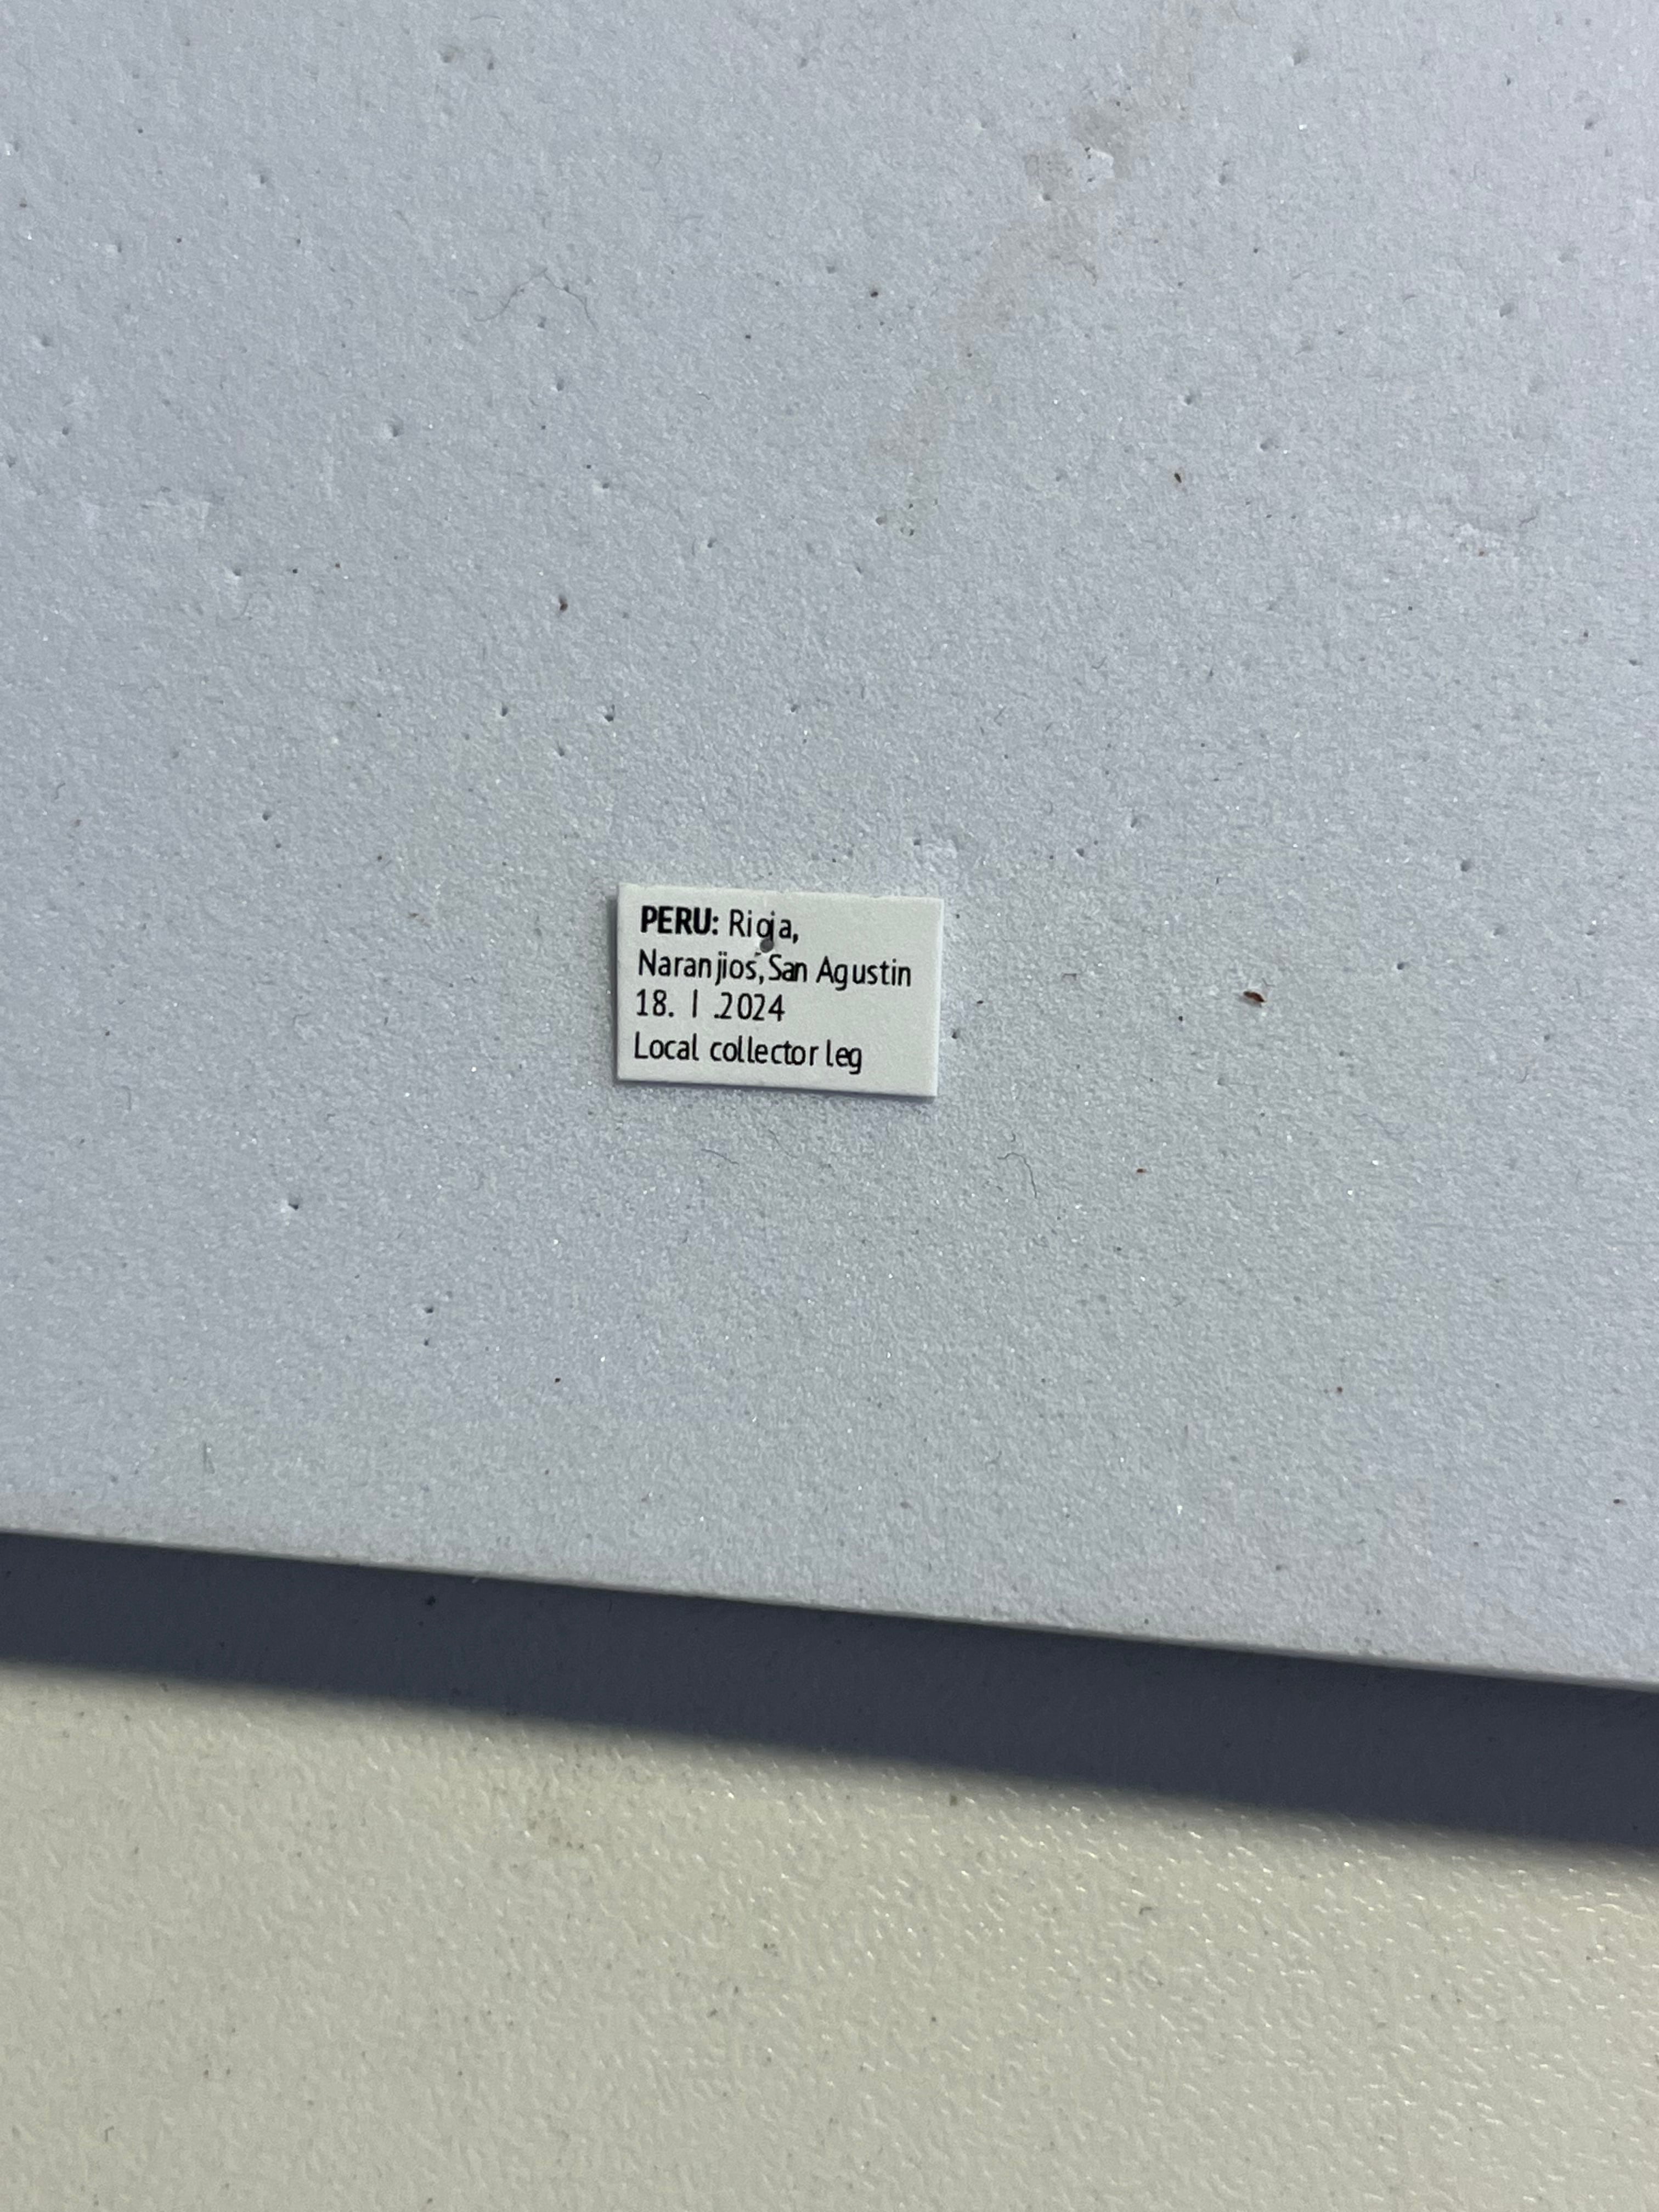 PERU: Rioja,
Naranjios, San Agustin
18. I .2024
Local collector leg